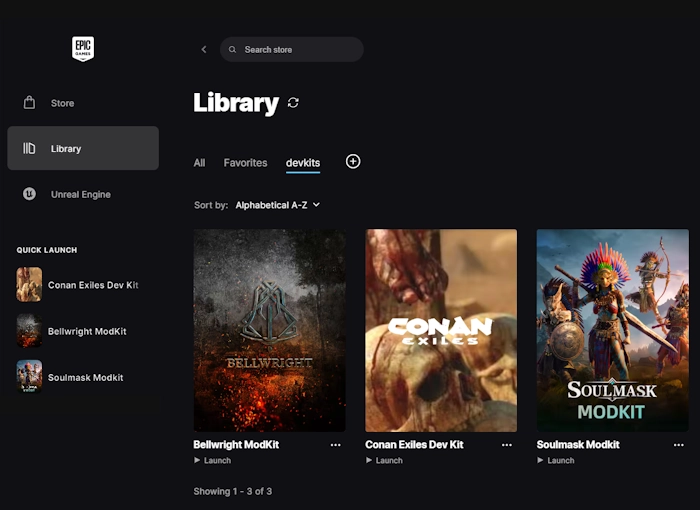 EPIC
GAMES
Search store
Store
Library
Unreal Engine
QUICK LAUNCH
Conan Exiles Dev Kit
Bellwright ModKit
Soulmask Modkit
Library
All
Favorites
devkits
Sort by: Alphabetical A-Z
BELLWRIGHT
CONAN
EXILES
SOULMASK
MODKIT
Bellwright ModKit
Launch
Conan Exiles Dev Kit
Launch
Soulmask Modkit
Launch
Showing 1 - 3 of 3